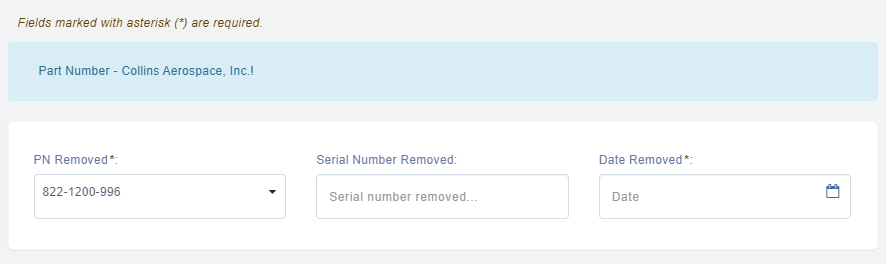 Fields marked with asterisk (*) are required.
Part Number - Collins Aerospace, Inc.!
PN Removed*: Serial Number Removed: Date Removed*:
822-1200-996 Serial number removed... Date